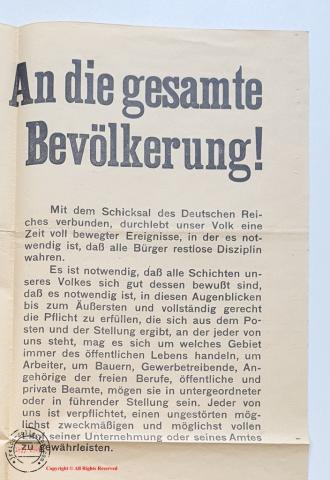 An die gesamte
Bevölkerung!
Mit dem Schicksal des Deutschen Rei-
ches verbunden, durchlebt unser Volk eine
Zeit voll bewegter Ereignisse, in der es not-
wendig ist, daß alle Bürger restlose Disziplin
wahren.
Es ist notwendig, daß alle Schichten un-
seres Volkes sich gut dessen bewußt sind,
daß es notwendig ist, in diesen Augenblicken
bis zum Äußersten und vollständig gerecht
die Pflicht zu erfüllen, die sich aus dem Po-
sten und der Stellung ergibt, an der jeder von
uns steht, mag es sich um welches Gebiet
immer des öffentlichen Lebens handeln, um
Arbeiter, um Bauern, Gewerbetreibende, An-
gehörige der freien Berufe, öffentliche und
private Beamte, mögen sie in untergeordneter
oder in führender Stellung sein. Jeder von
uns ist verpflichtet, einen ungestörten mög-
lichst zweckmäßigen und möglichst vollen
seiner Unternehmung oder seines Amtes
zu gewährleisten.
Copyright © All Rights Reserved